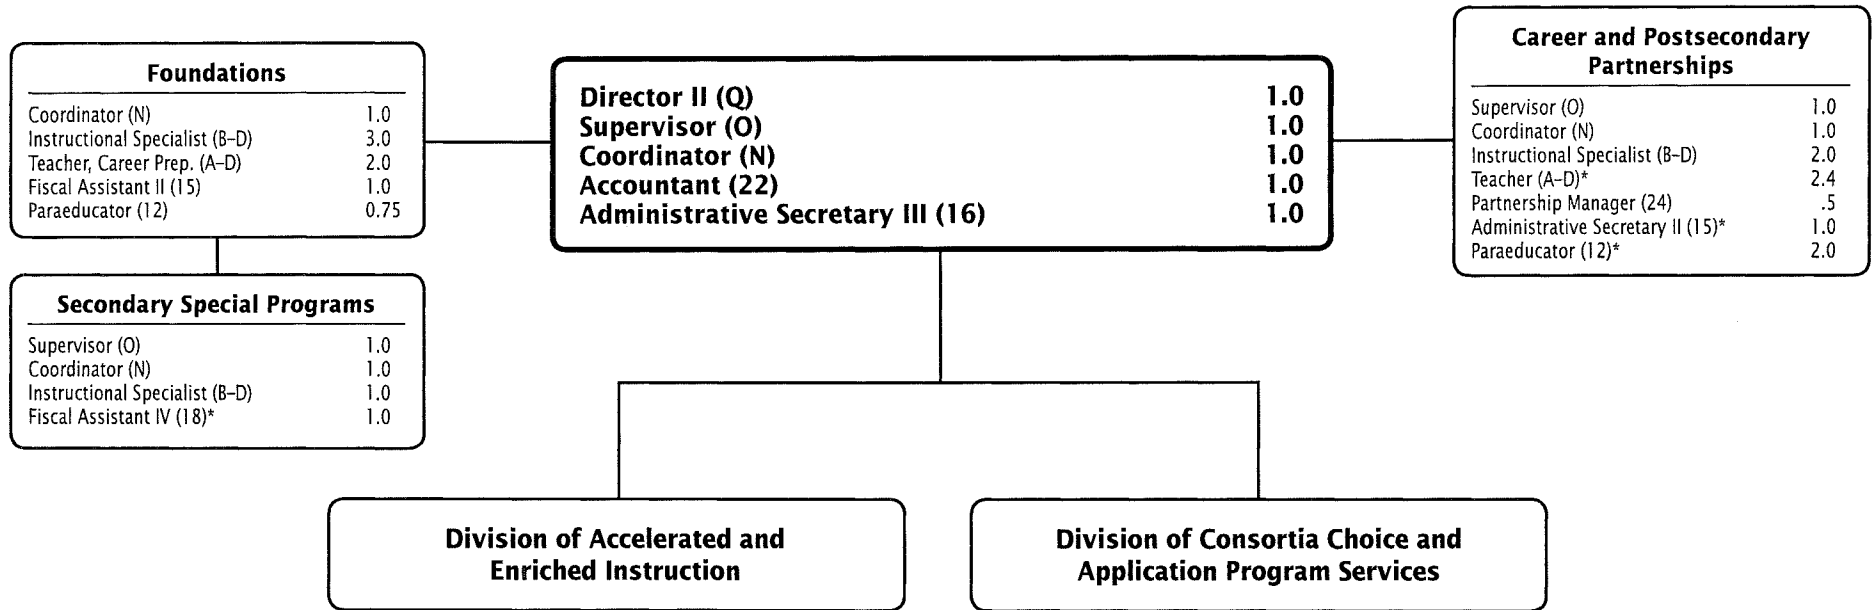 Foundations
Coordinator (N) 1.0
Instructional Specialist (B–D) 3.0
Teacher, Career Prep. (A–D) 2.0
Fiscal Assistant II (15) 1.0
Paraeducator (12) 0.75
Secondary Special Programs
Supervisor (O) 1.0
Coordinator (N) 1.0
Instructional Specialist (B–D) 1.0
Fiscal Assistant IV (18)* 1.0
Director II (Q) 1.0
Supervisor (O) 1.0
Coordinator (N) 1.0
Accountant (22) 1.0
Administrative Secretary III (16) 1.0
Career and Postsecondary
Partnerships
Supervisor (O) 1.0
Coordinator (N) 1.0
Instructional Specialist (B–D) 2.0
Teacher (A–D)* 2.4
Partnership Manager (24) .5
Administrative Secretary II (15)* 1.0
Paraeducator (12)* 2.0
Division of Accelerated and
Enriched Instruction
Division of Consortia Choice and
Application Program Services